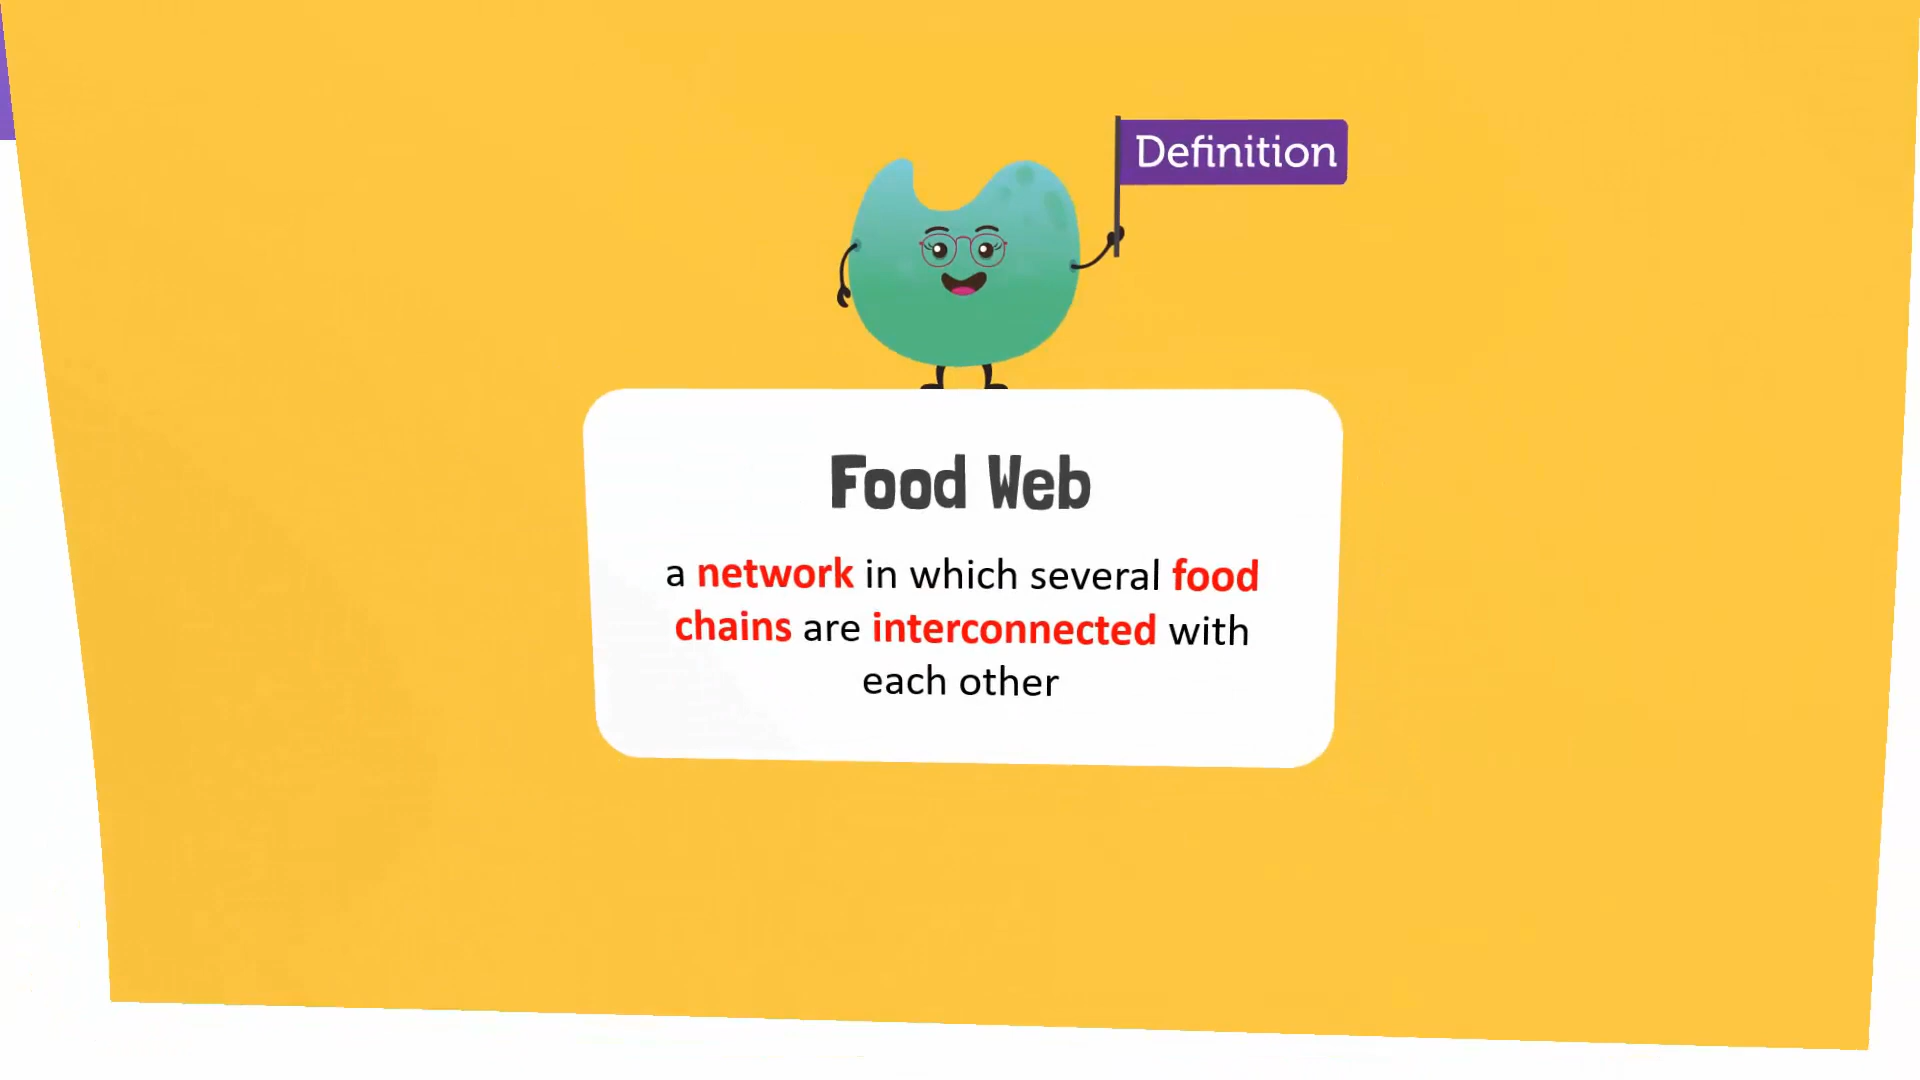 Definition
Food Web
a network in which several food
chains are interconnected with
each other